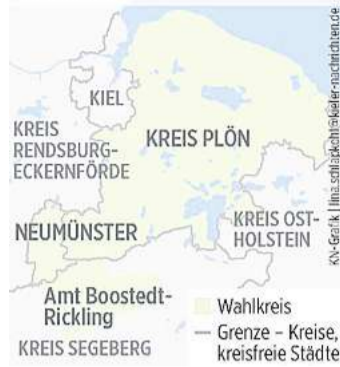 KIEL
KREIS
RENDSBURG-
ECKERNFÖRDE
KREIS PLÖN
NEUMÜNSTER
KREIS OST-
HOLSTEIN
Amt Boostedt-
Rickling
KREIS SEGEBERG
Wahlkreis
Grenze – Kreise,
kreisfreie Städte
KN-Grafik | lina.schlapkohl@kieler-nachrichten.de